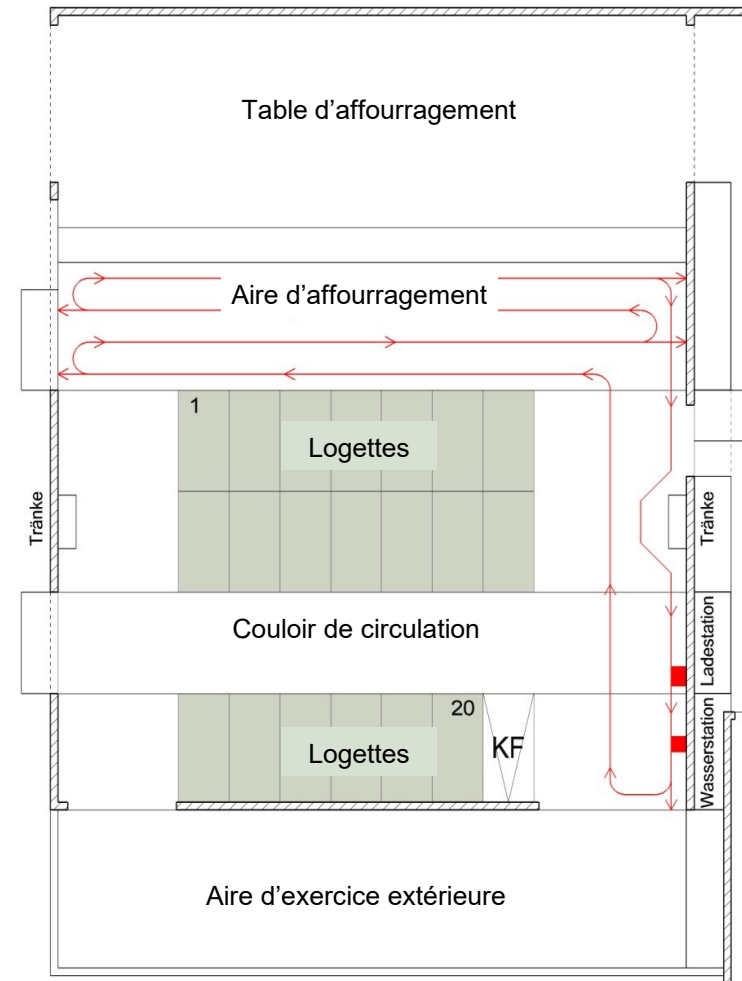 Table d’affourragement
Aire d’affourragement
1
Logettes
Tränke
Tränke
Couloir de circulation
Ladestation
20
Logettes
KF
Wasserstation
Aire d’exercice extérieure